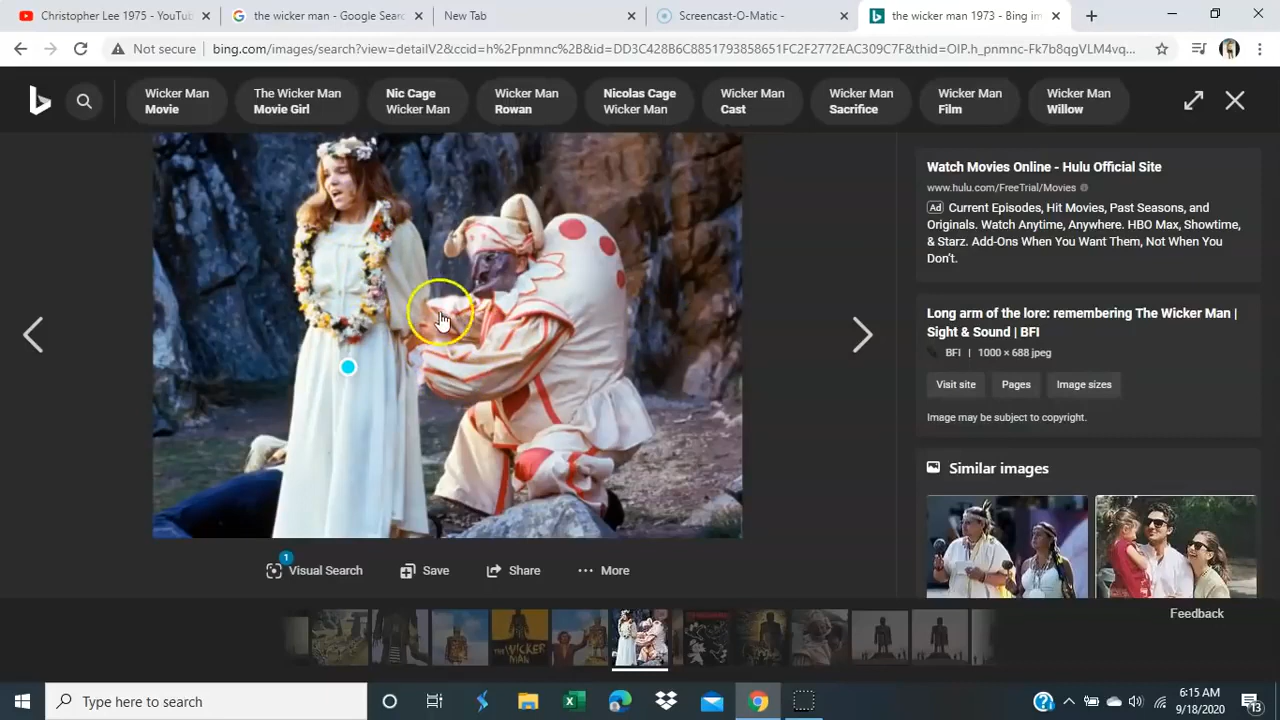 Christopher Lee 1975 - YouTub
the wicker man - Google Searc
New Tab
Screencast-O-Matic -
the wicker man 1973 - Bing im
Not secure
bing.com/images/search?view=detailV2&ccid=h%2Fpnmnc%2B&id=DD3C428B6C8851793858651FC2F2772EAC309C7F&thid=OIP.h_pnmnc-Fk7b8qgVLM4vq...
Wicker Man
Movie
The Wicker Man
Movie Girl
Nic Cage
Wicker Man
Wicker Man
Rowan
Nicolas Cage
Wicker Man
Wicker Man
Cast
Wicker Man
Sacrifice
Wicker Man
Film
Wicker Man
Willow
Watch Movies Online - Hulu Official Site
www.hulu.com/FreeTrial/Movies
Ad Current Episodes, Hit Movies, Past Seasons, and
Originals. Watch Anytime, Anywhere. HBO Max, Showtime,
& Starz. Add-Ons When You Want Them, Not When You
Don't.
Long arm of the lore: remembering The Wicker Man |
Sight & Sound | BFI
BFI | 1000 × 688 jpeg
Visit site
Pages
Image sizes
Image may be subject to copyright.
Similar images
1
Visual Search
Save
Share
More
THE WICKER
MAN
Feedback
Type here to search
6:15 AM
9/18/2020
13